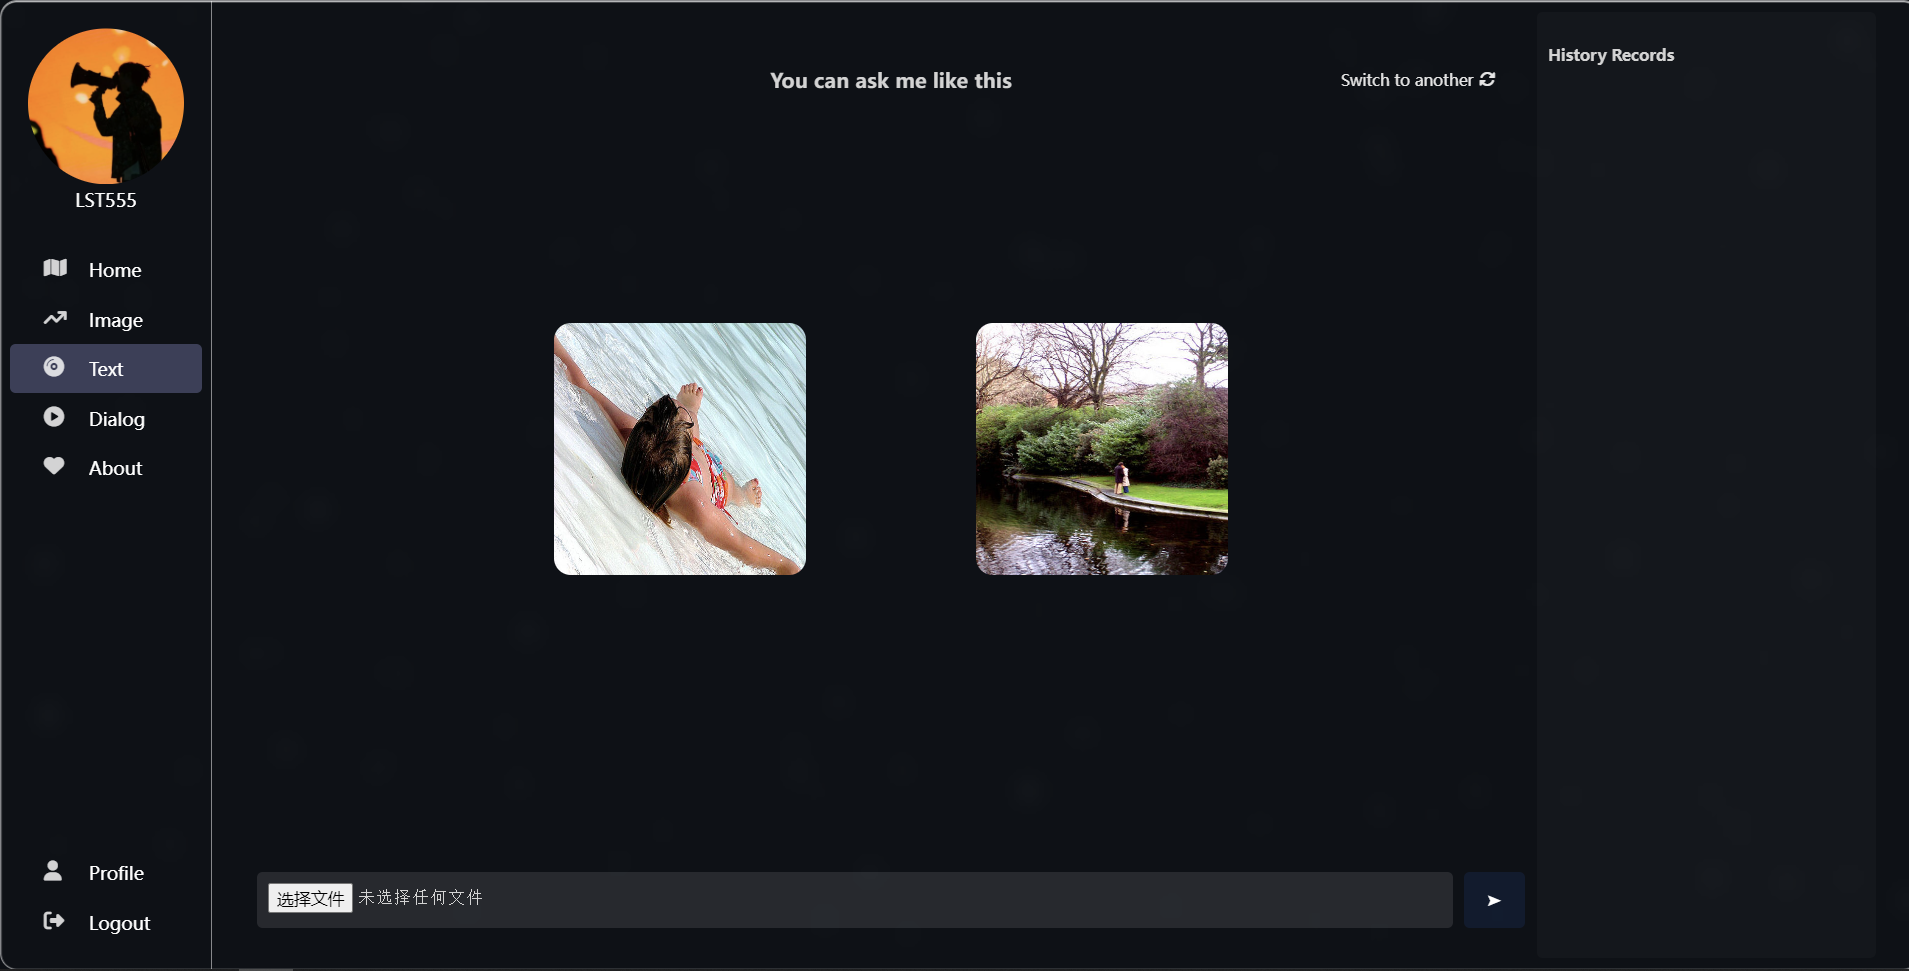 LST555
Home
Image
Text
Dialog
About
Profile
Logout
You can ask me like this
Switch to another
选择文件 未选择任何文件
History Records